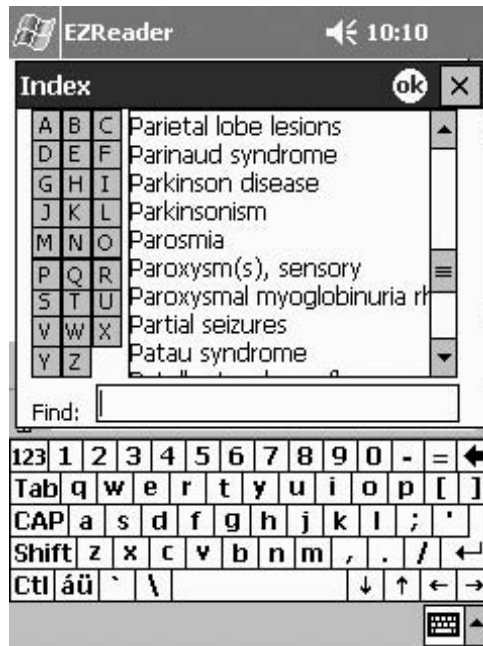 EZReader 10:10
Index ok
A B C
D E F
G H I
J K L
M N O
P Q R
S T U
V W X
Y Z
Parietal lobe lesions
Parinaud syndrome
Parkinson disease
Parkinsonism
Parosmia
Paroxysm(s), sensory
Paroxysmal myoglobinuria rh
Partial seizures
Patau syndrome
Find:
123 1 2 3 4 5 6 7 8 9 0 - =
Tab q w e r t y u i o p [ ]
CAP a s d f g h j k l ; '
Shift z x c v b n m , . /
Ctl áü ` \